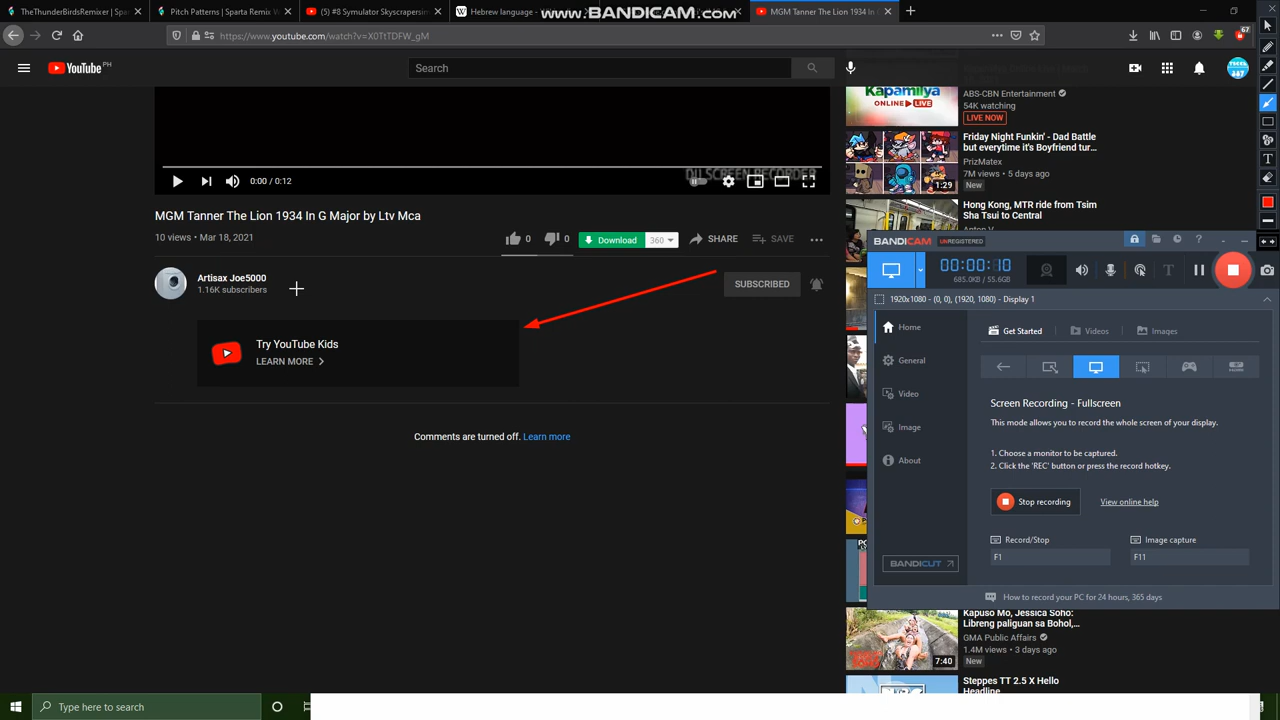 TheThunderBirdsRemixer | Spart
Pitch Patterns | Sparta Remix W
(5) #8 Symulator Skyscrapersim
Hebrew language -
www.BANDICAM.com
MGM Tanner The Lion 1934 In G
https://www.youtube.com/watch?v=X0TtTDFW_gM
67
YouTube PH
Search
Kapamilya
ONLINE LIVE
ABS-CBN Entertainment
54K watching
LIVE NOW
Friday Night Funkin' - Dad Battle
but everytime it's Boyfriend tur...
PrizMatex
7M views • 5 days ago
New
1:29
0:00 / 0:12
DU SCREEN RECORDER
MGM Tanner The Lion 1934 In G Major by Ltv Mca
10 views • Mar 18, 2021
0
0
Download
360
SHARE
SAVE
Hong Kong, MTR ride from Tsim
Sha Tsui to Central
Artisax Joe5000
1.16K subscribers
SUBSCRIBED
Try YouTube Kids
LEARN MORE
Comments are turned off. Learn more
BANDICAM UNREGISTERED
00:00:10
685.0KB / 55.6GB
1920x1080 - (0, 0), (1920, 1080) - Display 1
Home
General
Video
Image
About
BANDICUT
Get Started
Videos
Images
Screen Recording - Fullscreen
This mode allows you to record the whole screen of your display.
1. Choose a monitor to be captured.
2. Click the 'REC' button or press the record hotkey.
Stop recording
View online help
Record/Stop
F1
Image capture
F11
How to record your PC for 24 hours, 365 days
Kapuso Mo, Jessica Soho:
Libreng paliguan sa Bohol,...
GMA Public Affairs
1.4M views • 3 days ago
New
7:40
Steppes TT 2.5 X Hello
Headline
Type here to search